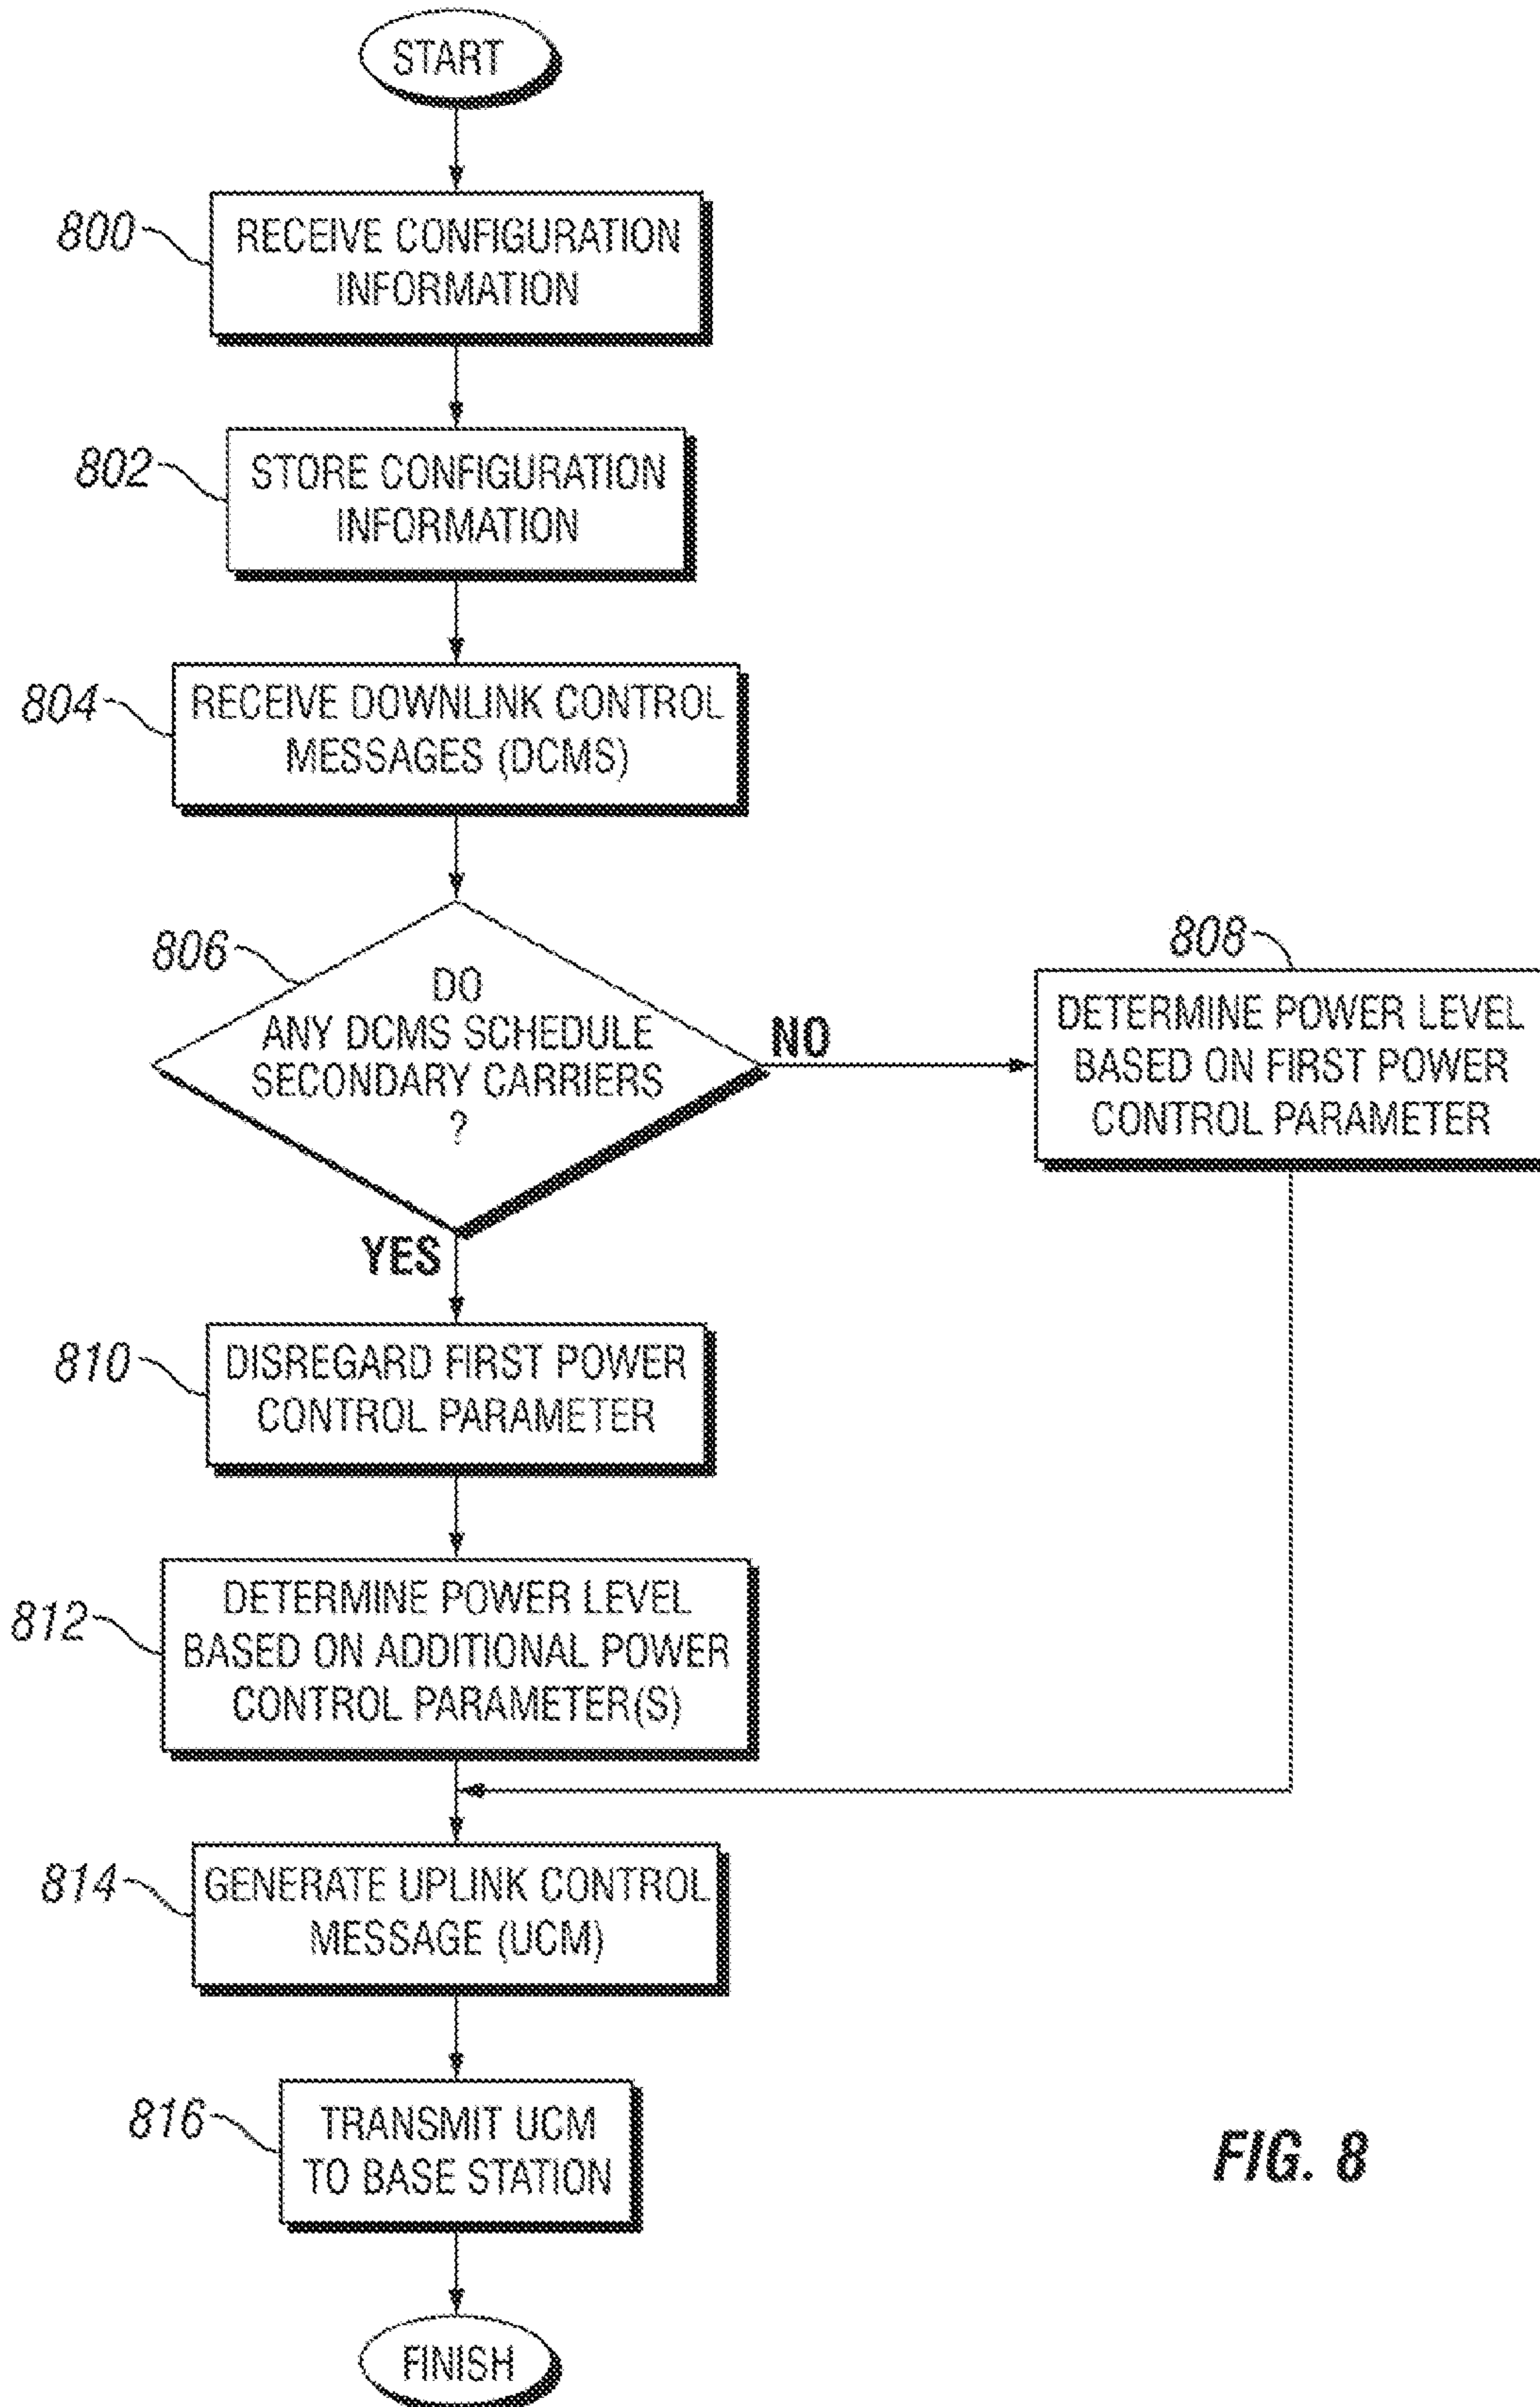 START
800
RECEIVE CONFIGURATION
INFORMATION
802
STORE CONFIGURATION
INFORMATION
804
RECEIVE DOWNLINK CONTROL
MESSAGES (DCMS)
806
DO
ANY DCMS SCHEDULE
SECONDARY CARRIERS
?
NO
808
DETERMINE POWER LEVEL
BASED ON FIRST POWER
CONTROL PARAMETER
YES
810
DISREGARD FIRST POWER
CONTROL PARAMETER
812
DETERMINE POWER LEVEL
BASED ON ADDITIONAL POWER
CONTROL PARAMETER(S)
814
GENERATE UPLINK CONTROL
MESSAGE (UCM)
816
TRANSMIT UCM
TO BASE STATION
FINISH
FIG. 8